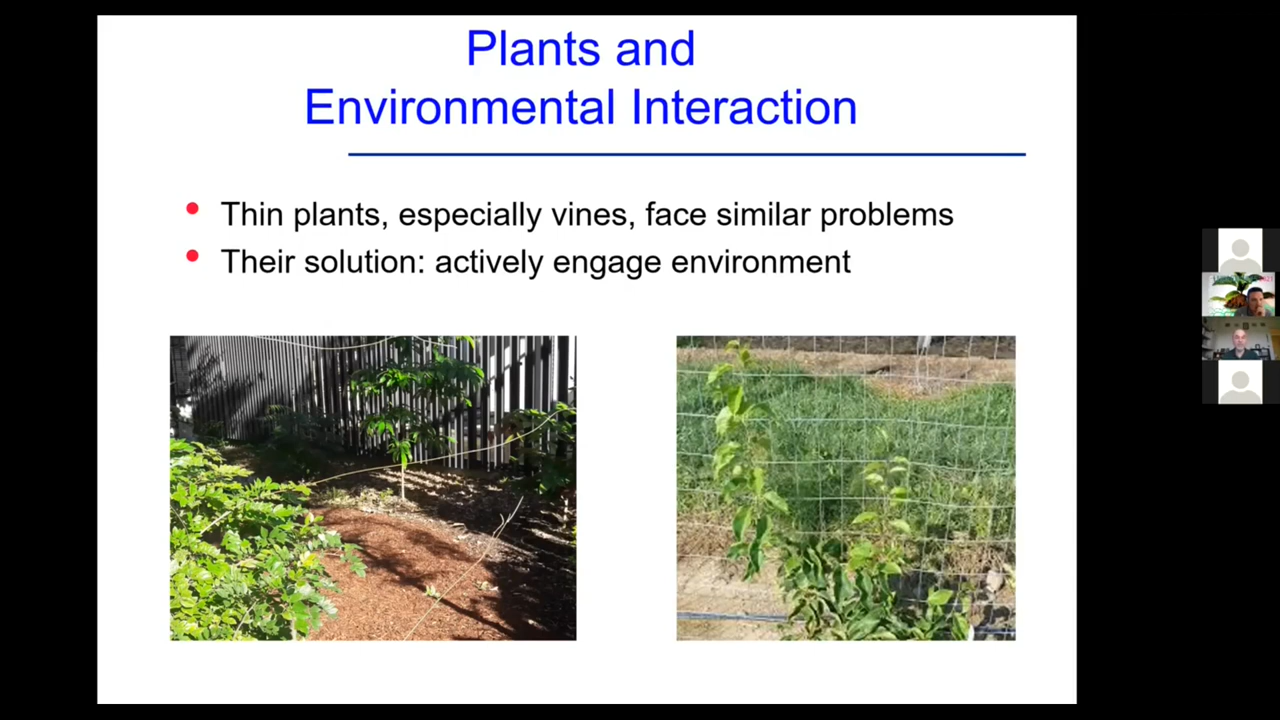 Plants and
Environmental Interaction
• Thin plants, especially vines, face similar problems
• Their solution: actively engage environment